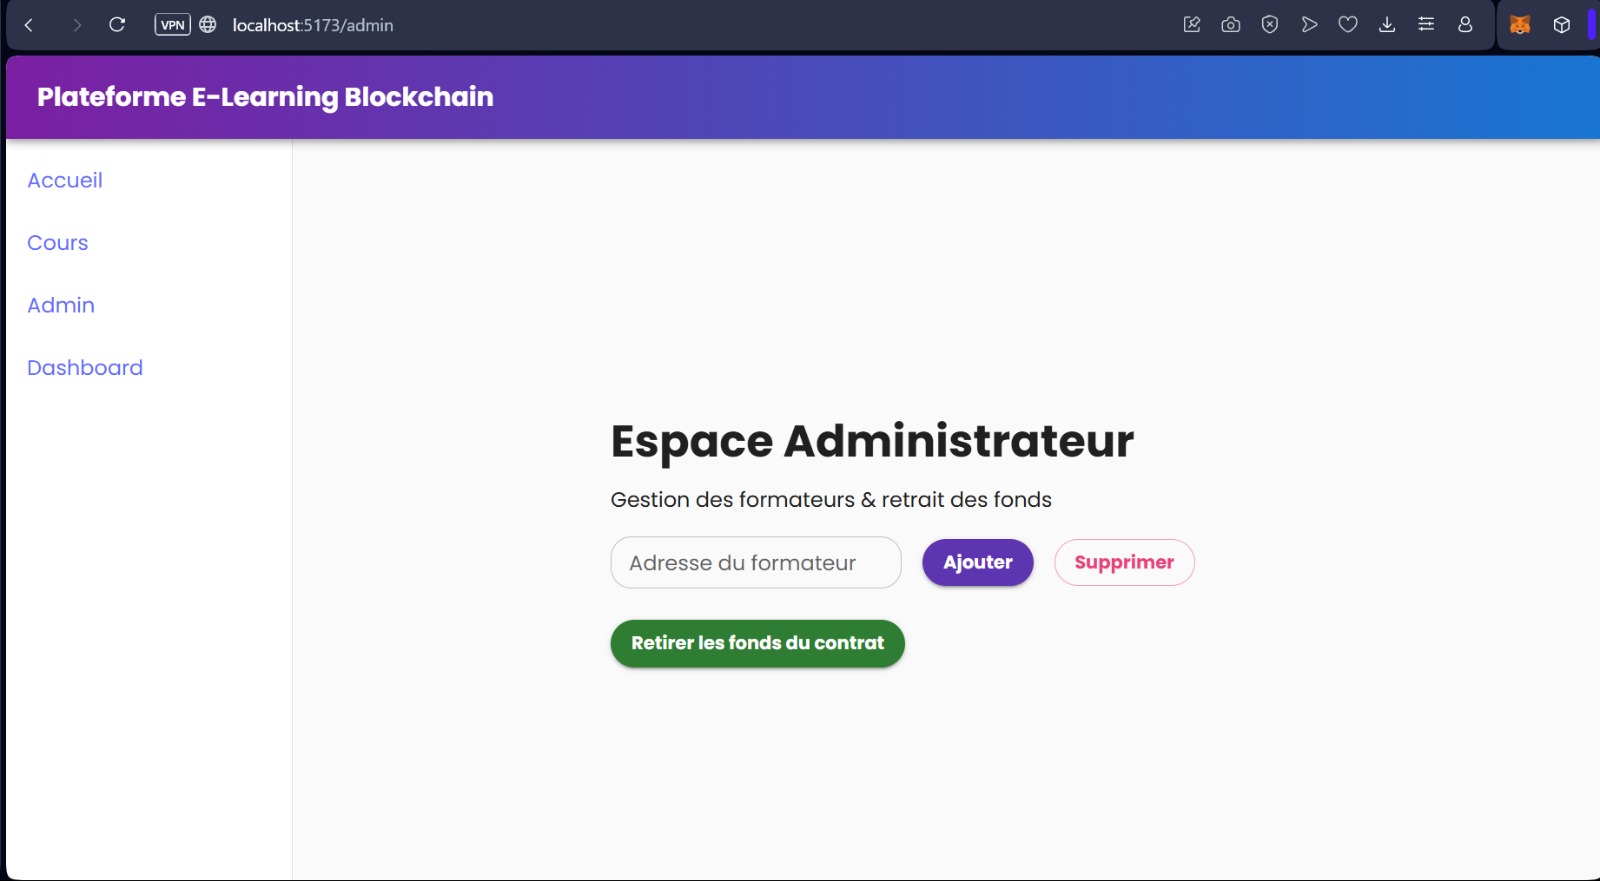 VPN localhost:5173/admin
Plateforme E-Learning Blockchain
Accueil
Cours
Admin
Dashboard
Espace Administrateur
Gestion des formateurs & retrait des fonds
Adresse du formateur Ajouter Supprimer
Retirer les fonds du contrat